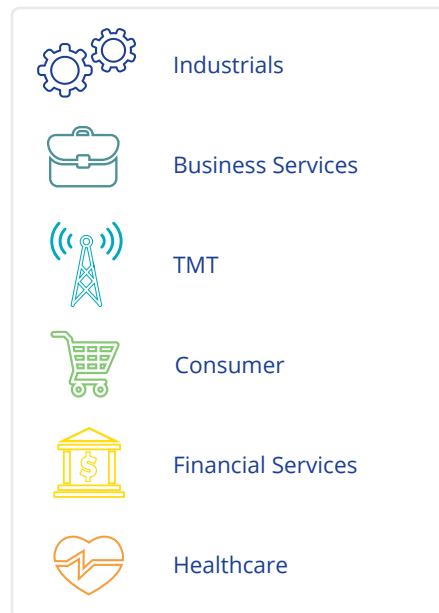 Industrials
Business Services
TMT
Consumer
$
Financial Services
Healthcare